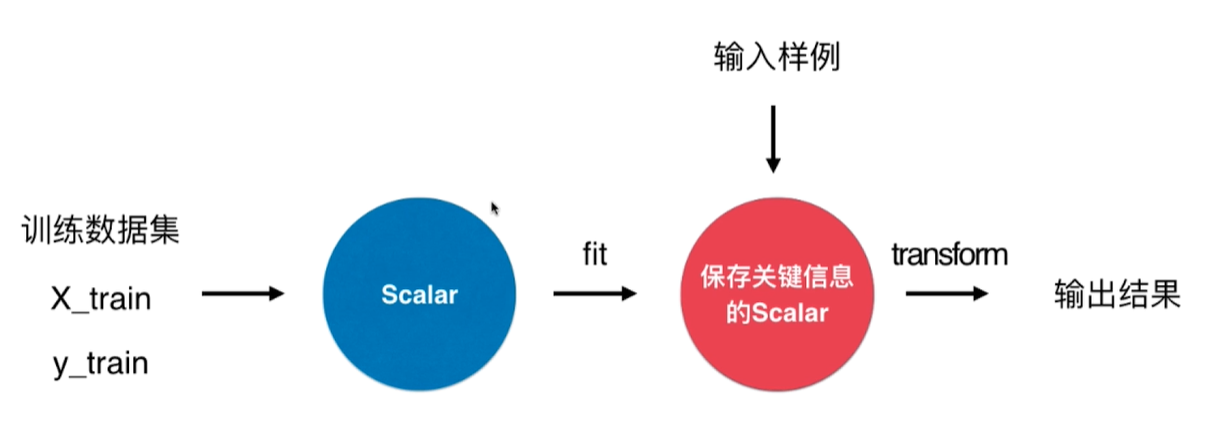 输入样例
训练数据集
X_train
y_train
Scalar
fit
保存关键信息
的Scalar
transform
输出结果